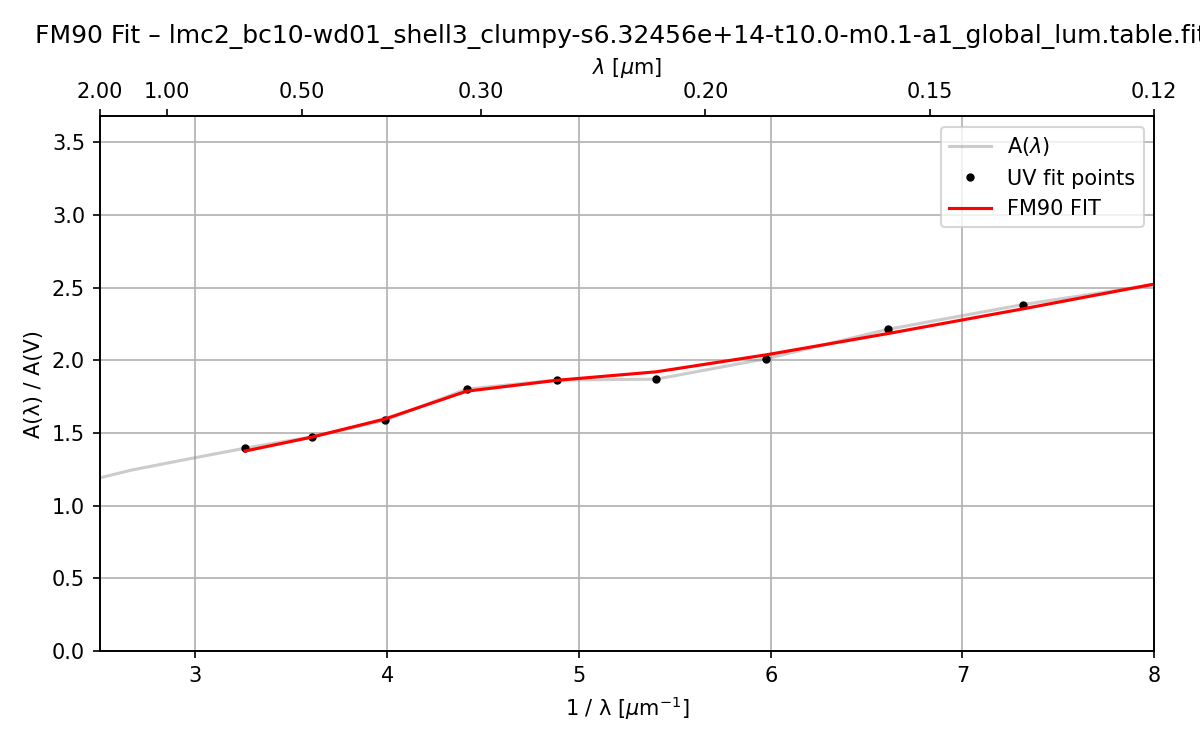 FM90 Fit – lmc2_bc10-wd01_shell3_clumpy-s6.32456e+14-t10.0-m0.1-a1_global_lum.table.fit
λ [μm]
2.00 1.00 0.50 0.30 0.20 0.15 0.12
A(λ)
UV fit points
FM90 FIT
A(λ) / A(V)
3.5
3.0
2.5
2.0
1.5
1.0
0.5
0.0
3 4 5 6 7 8
1 / λ [μm⁻¹]